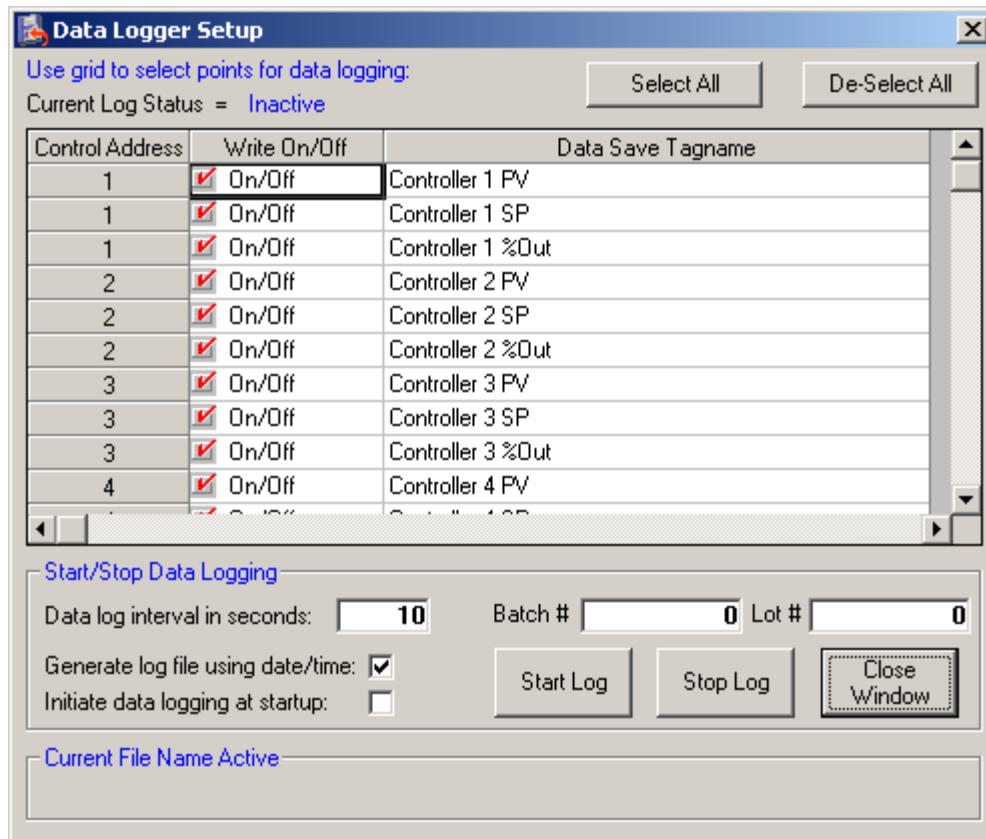 Data Logger Setup
Use grid to select points for data logging:
Select All
De-Select All
Current Log Status = Inactive
Control Address Write On/Off Data Save Tagname
1 On/Off Controller 1 PV
1 On/Off Controller 1 SP
1 On/Off Controller 1 %Out
2 On/Off Controller 2 PV
2 On/Off Controller 2 SP
2 On/Off Controller 2 %Out
3 On/Off Controller 3 PV
3 On/Off Controller 3 SP
3 On/Off Controller 3 %Out
4 On/Off Controller 4 PV
Start/Stop Data Logging
Data log interval in seconds: 10 Batch # 0 Lot # 0
Generate log file using date/time:
Initiate data logging at startup:
Start Log
Stop Log
Close
Window
Current File Name Active